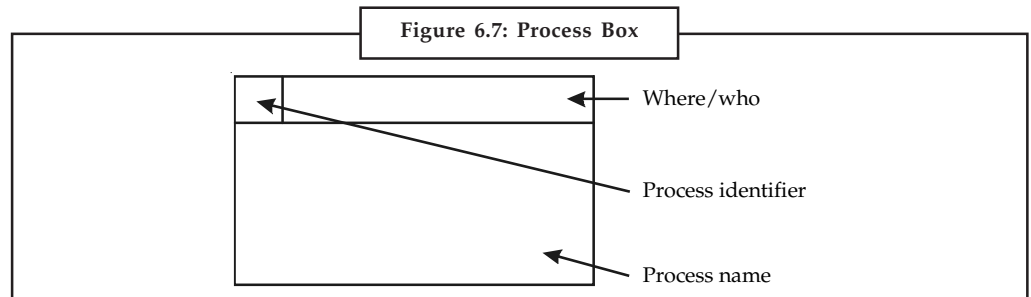 Figure 6.7: Process Box
Where/who
Process identifier
Process name